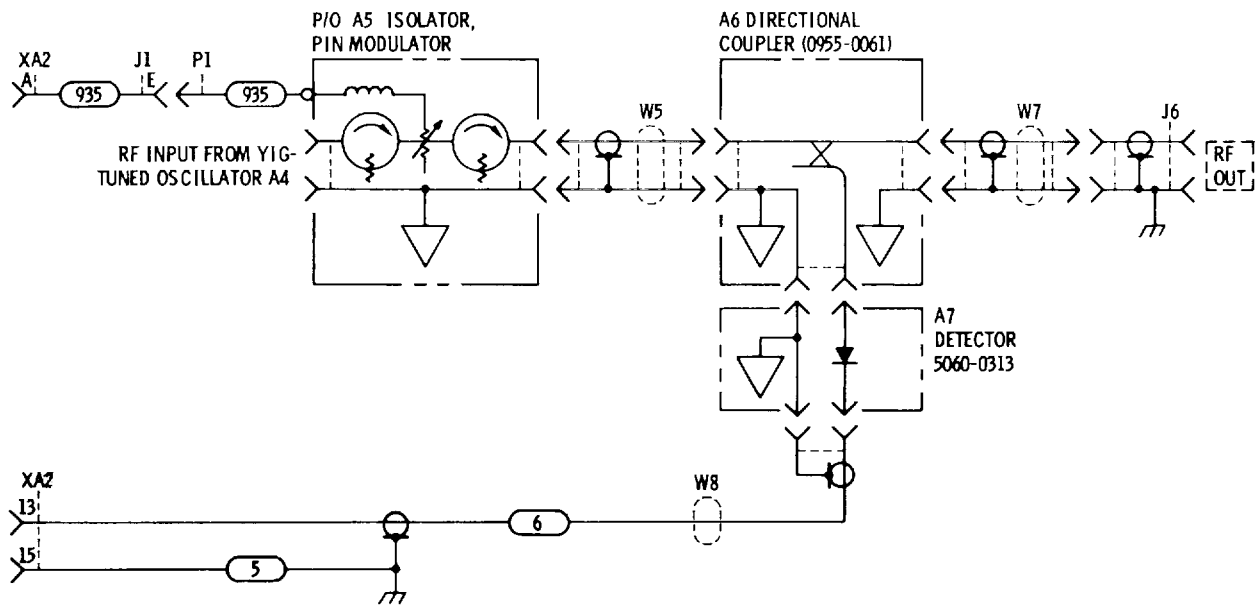 P/O A5 ISOLATOR,
PIN MODULATOR
A6 DIRECTIONAL
COUPLER (0955-0061)
XA2
A
935
J1
E
P1
935
RF INPUT FROM YIG-
TUNED OSCILLATOR A4
W5
W7
J6
RF
OUT
A7
DETECTOR
5060-0313
XA2
13
15
6
5
W8